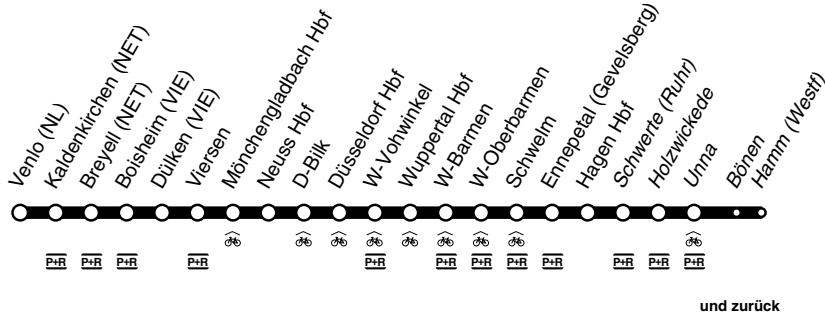 Venlo (NL)
Kaldenkirchen (NET)
Breyell (NET)
Boisheim (VIE)
Dülken (VIE)
Viersen
Mönchengladbach Hbf
Neuss Hbf
D-Bilk
Düsseldorf Hbf
W-Vohwinkel
Wuppertal Hbf
W-Barmen
W-Oberbarmen
Schwelm
Ennepetal (Gevelsberg)
Hagen Hbf
Schwerte (Ruhr)
Holzwickede
Unna
Bönen
Hamm (Westf)
P+R P+R P+R P+R P+R P+R P+R P+R P+R P+R P+R P+R
und zurück